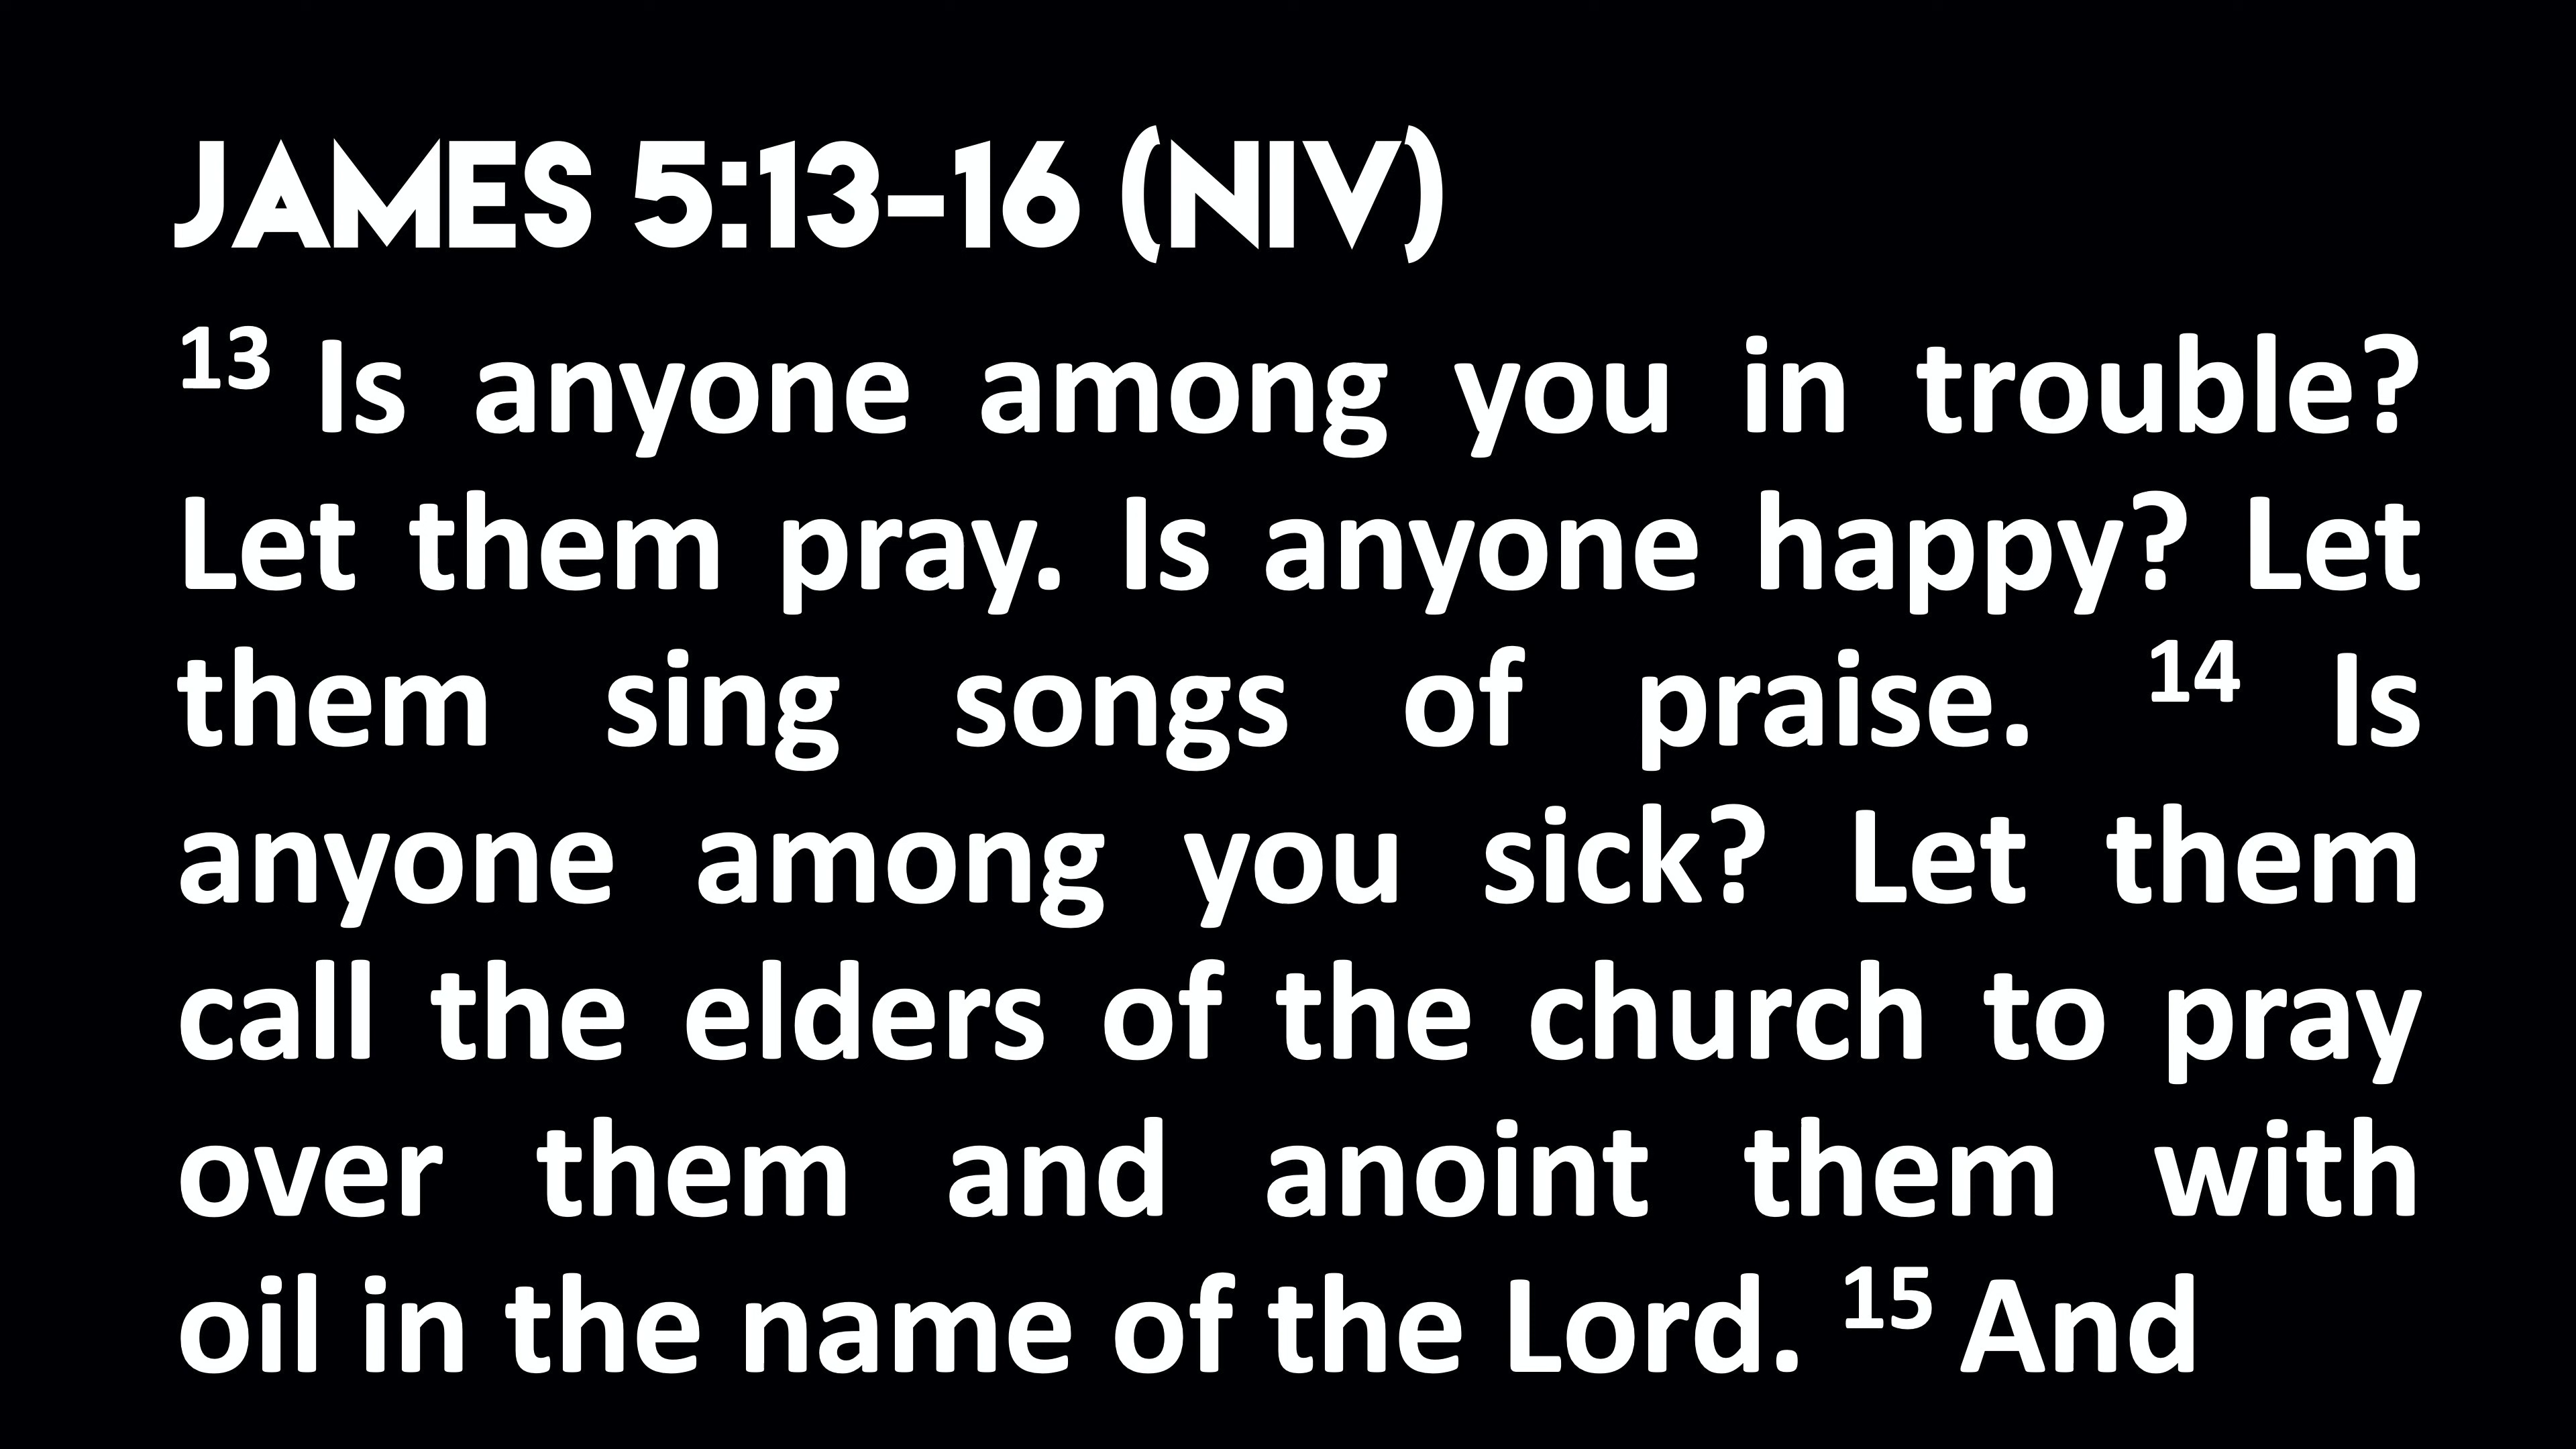 JAMES 5:13-16 (NIV)
13 Is anyone among you in trouble?
Let them pray. Is anyone happy? Let
them sing songs of praise. 14 Is
anyone among you sick? Let them
call the elders of the church to pray
over them and anoint them with
oil in the name of the Lord. 15 And